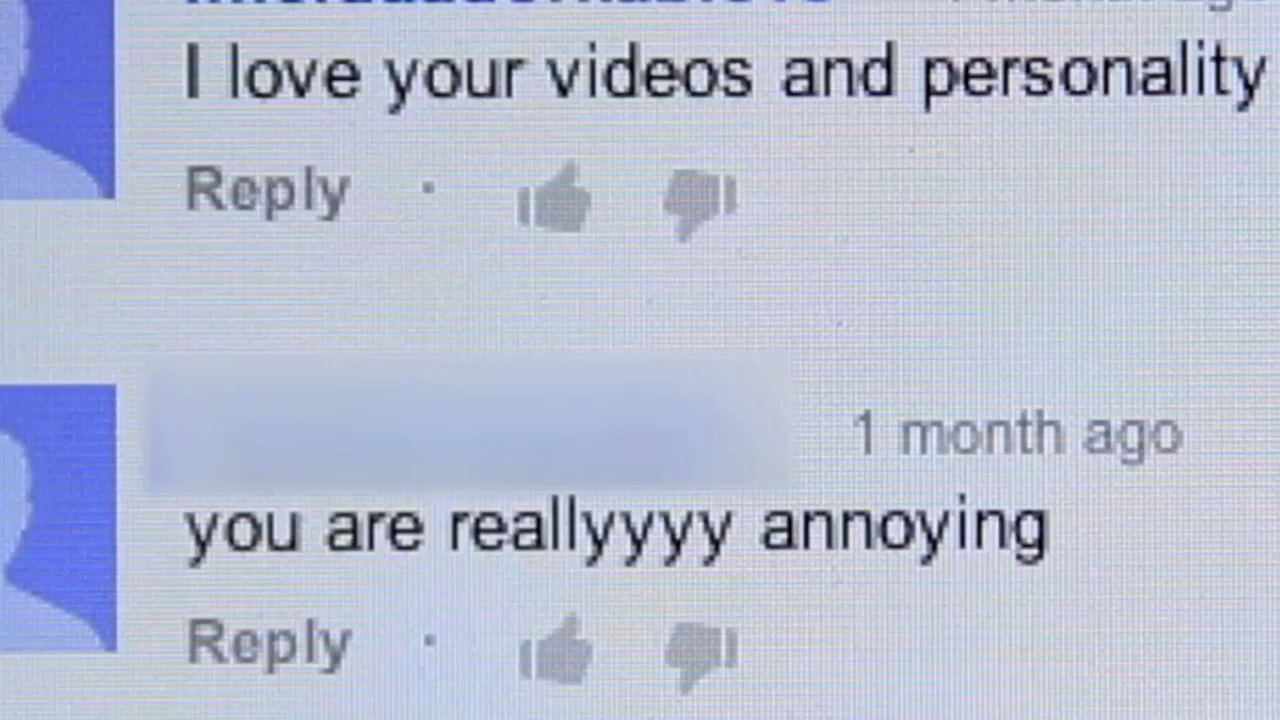 I love your videos and personality
Reply ·
1 month ago
you are reallyyyy annoying
Reply ·